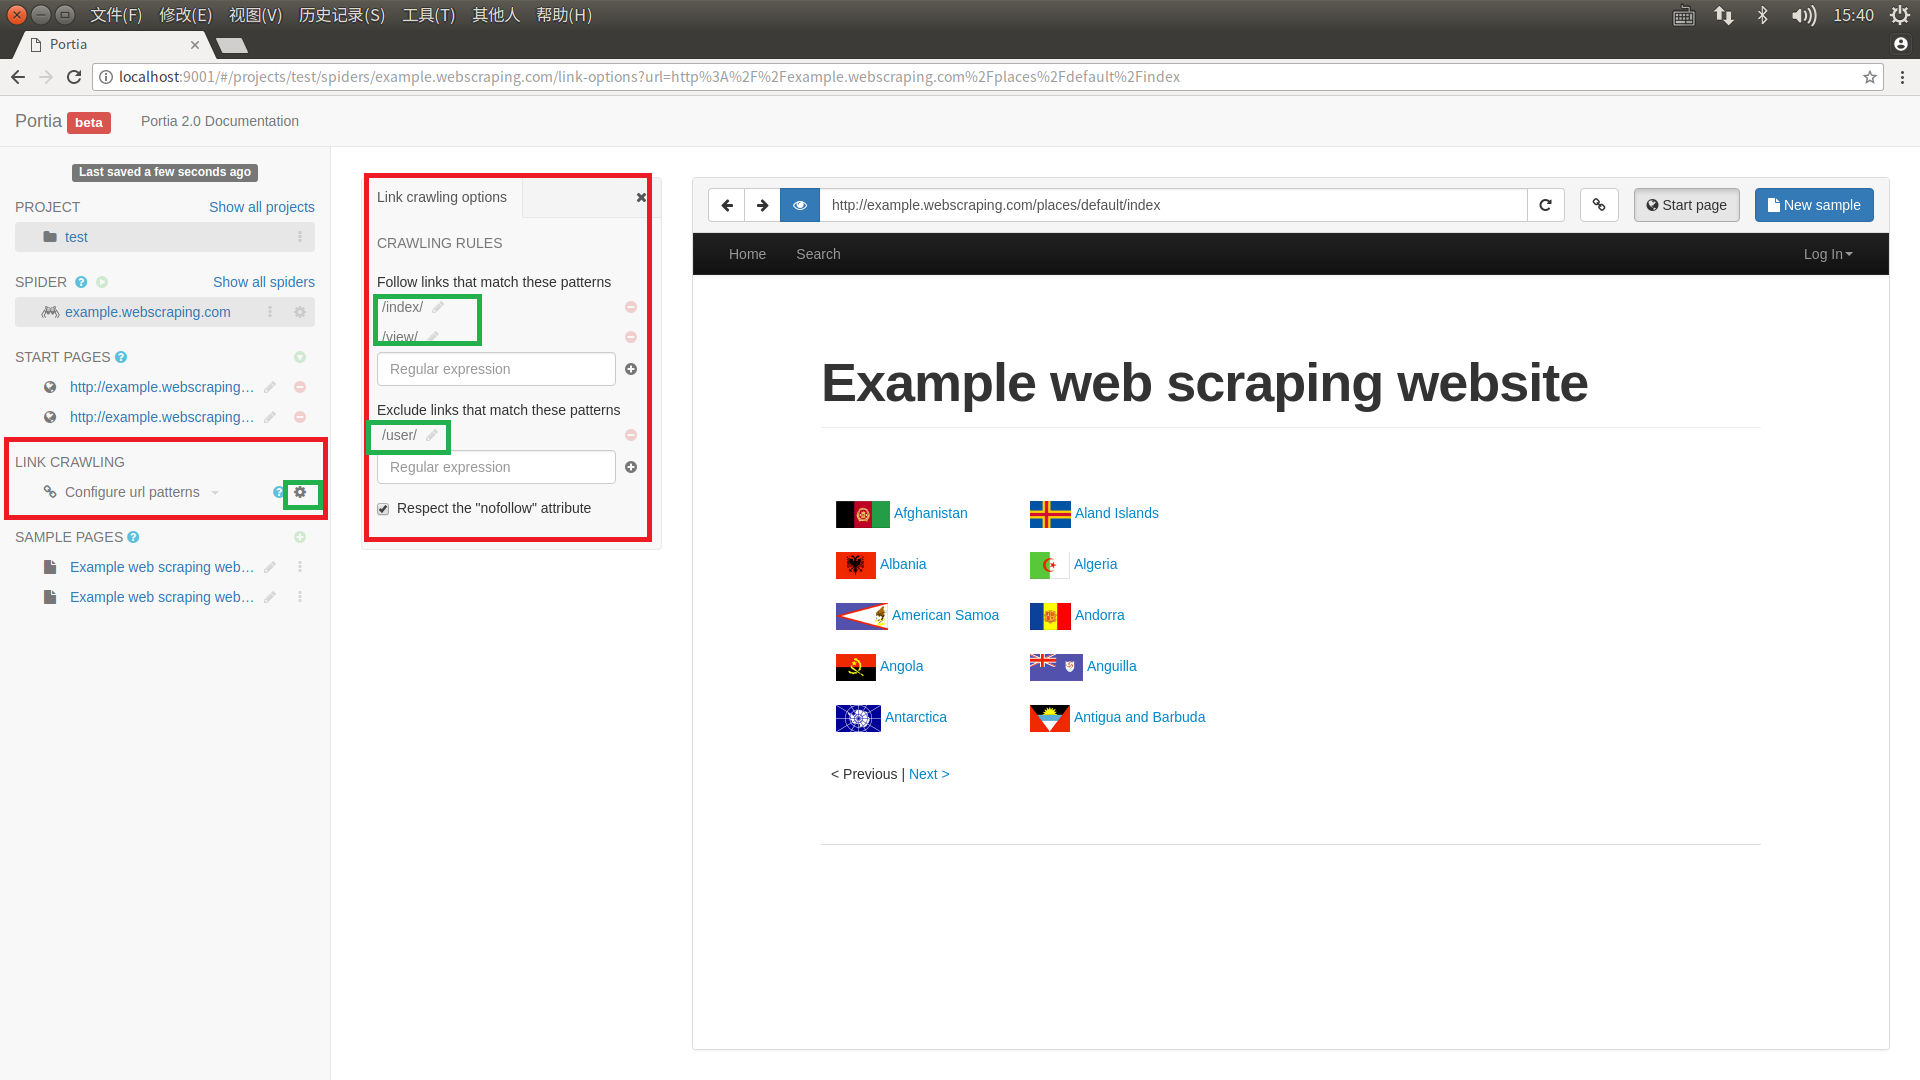 文件(F) 修改(E) 视图(V) 历史记录(S) 工具(T) 其他人 帮助(H) 15:40
Portia
localhost:9001/#/projects/test/spiders/example.webscraping.com/link-options?url=http%3A%2F%2Fexample.webscraping.com%2Fplaces%2Fdefault%2Findex
Portia beta Portia 2.0 Documentation
Last saved a few seconds ago
PROJECT Show all projects
test
SPIDER Show all spiders
example.webscraping.com
START PAGES
http://example.webscraping...
http://example.webscraping...
LINK CRAWLING
Configure url patterns
SAMPLE PAGES
Example web scraping web...
Example web scraping web...
Link crawling options
CRAWLING RULES
Follow links that match these patterns
/index/
/view/
Regular expression
Exclude links that match these patterns
/user/
Regular expression
Respect the "nofollow" attribute
http://example.webscraping.com/places/default/index Start page New sample
Home Search Log In
Example web scraping website
Afghanistan Aland Islands
Albania Algeria
American Samoa Andorra
Angola Anguilla
Antarctica Antigua and Barbuda
< Previous | Next >